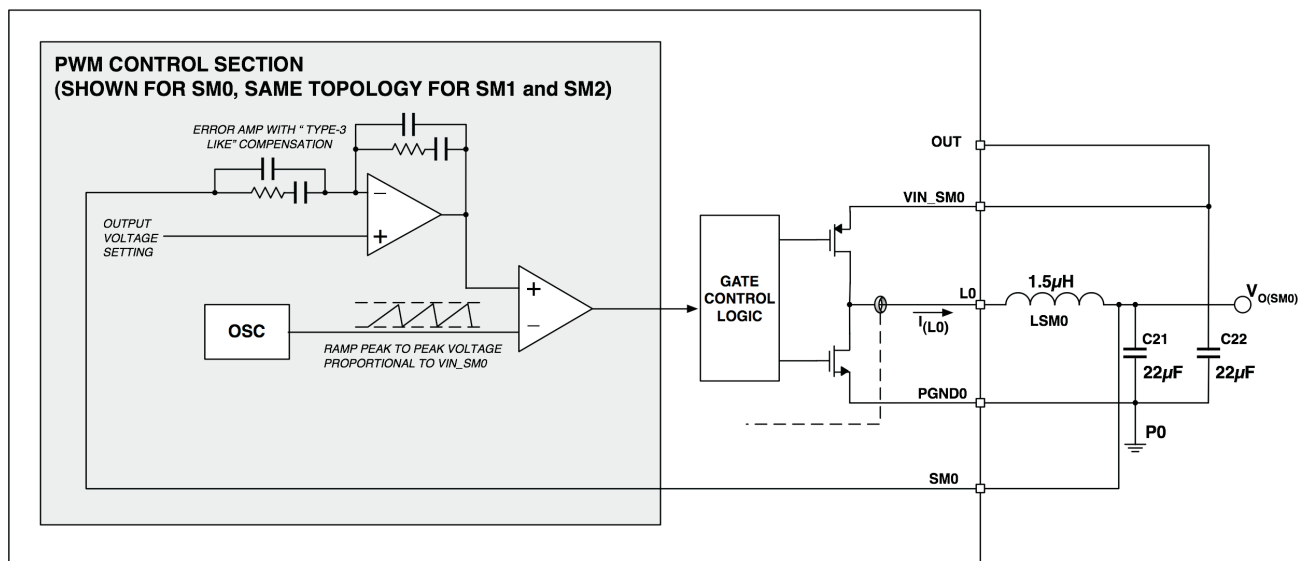 PWM CONTROL SECTION
(SHOWN FOR SM0, SAME TOPOLOGY FOR SM1 and SM2)
ERROR AMP WITH “ TYPE-3
LIKE” COMPENSATION
OUTPUT
VOLTAGE
SETTING
−
+
OSC
RAMP PEAK TO PEAK VOLTAGE
PROPORTIONAL TO VIN_SM0
+
−
GATE
CONTROL
LOGIC
OUT
VIN_SM0
L0
I(L0)
PGND0
SM0
1.5µH
LSM0
VO(SM0)
C21
22µF
C22
22µF
P0